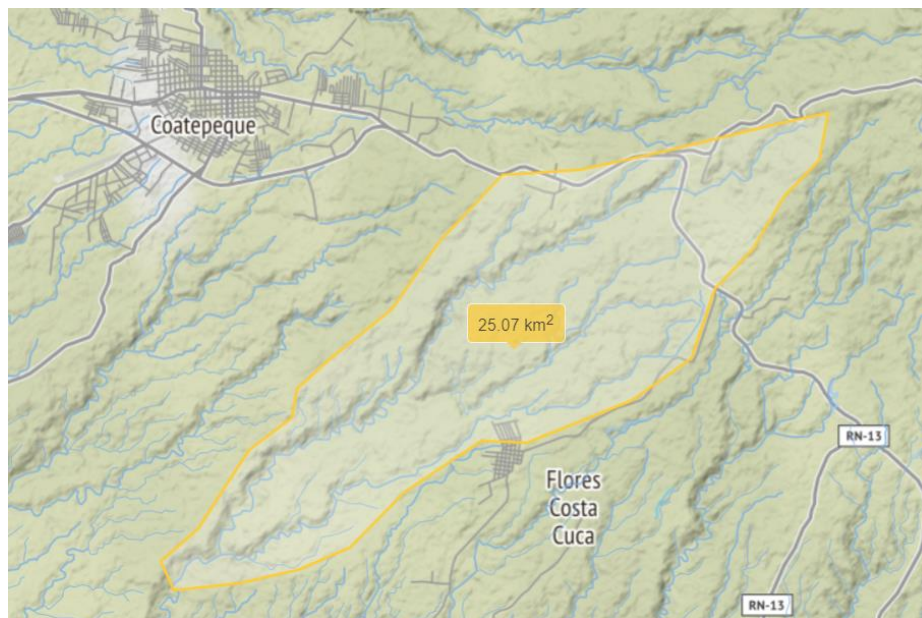 Coatepeque
25.07 km²
RN-13
Flores
Costa
Cuca
RN-13